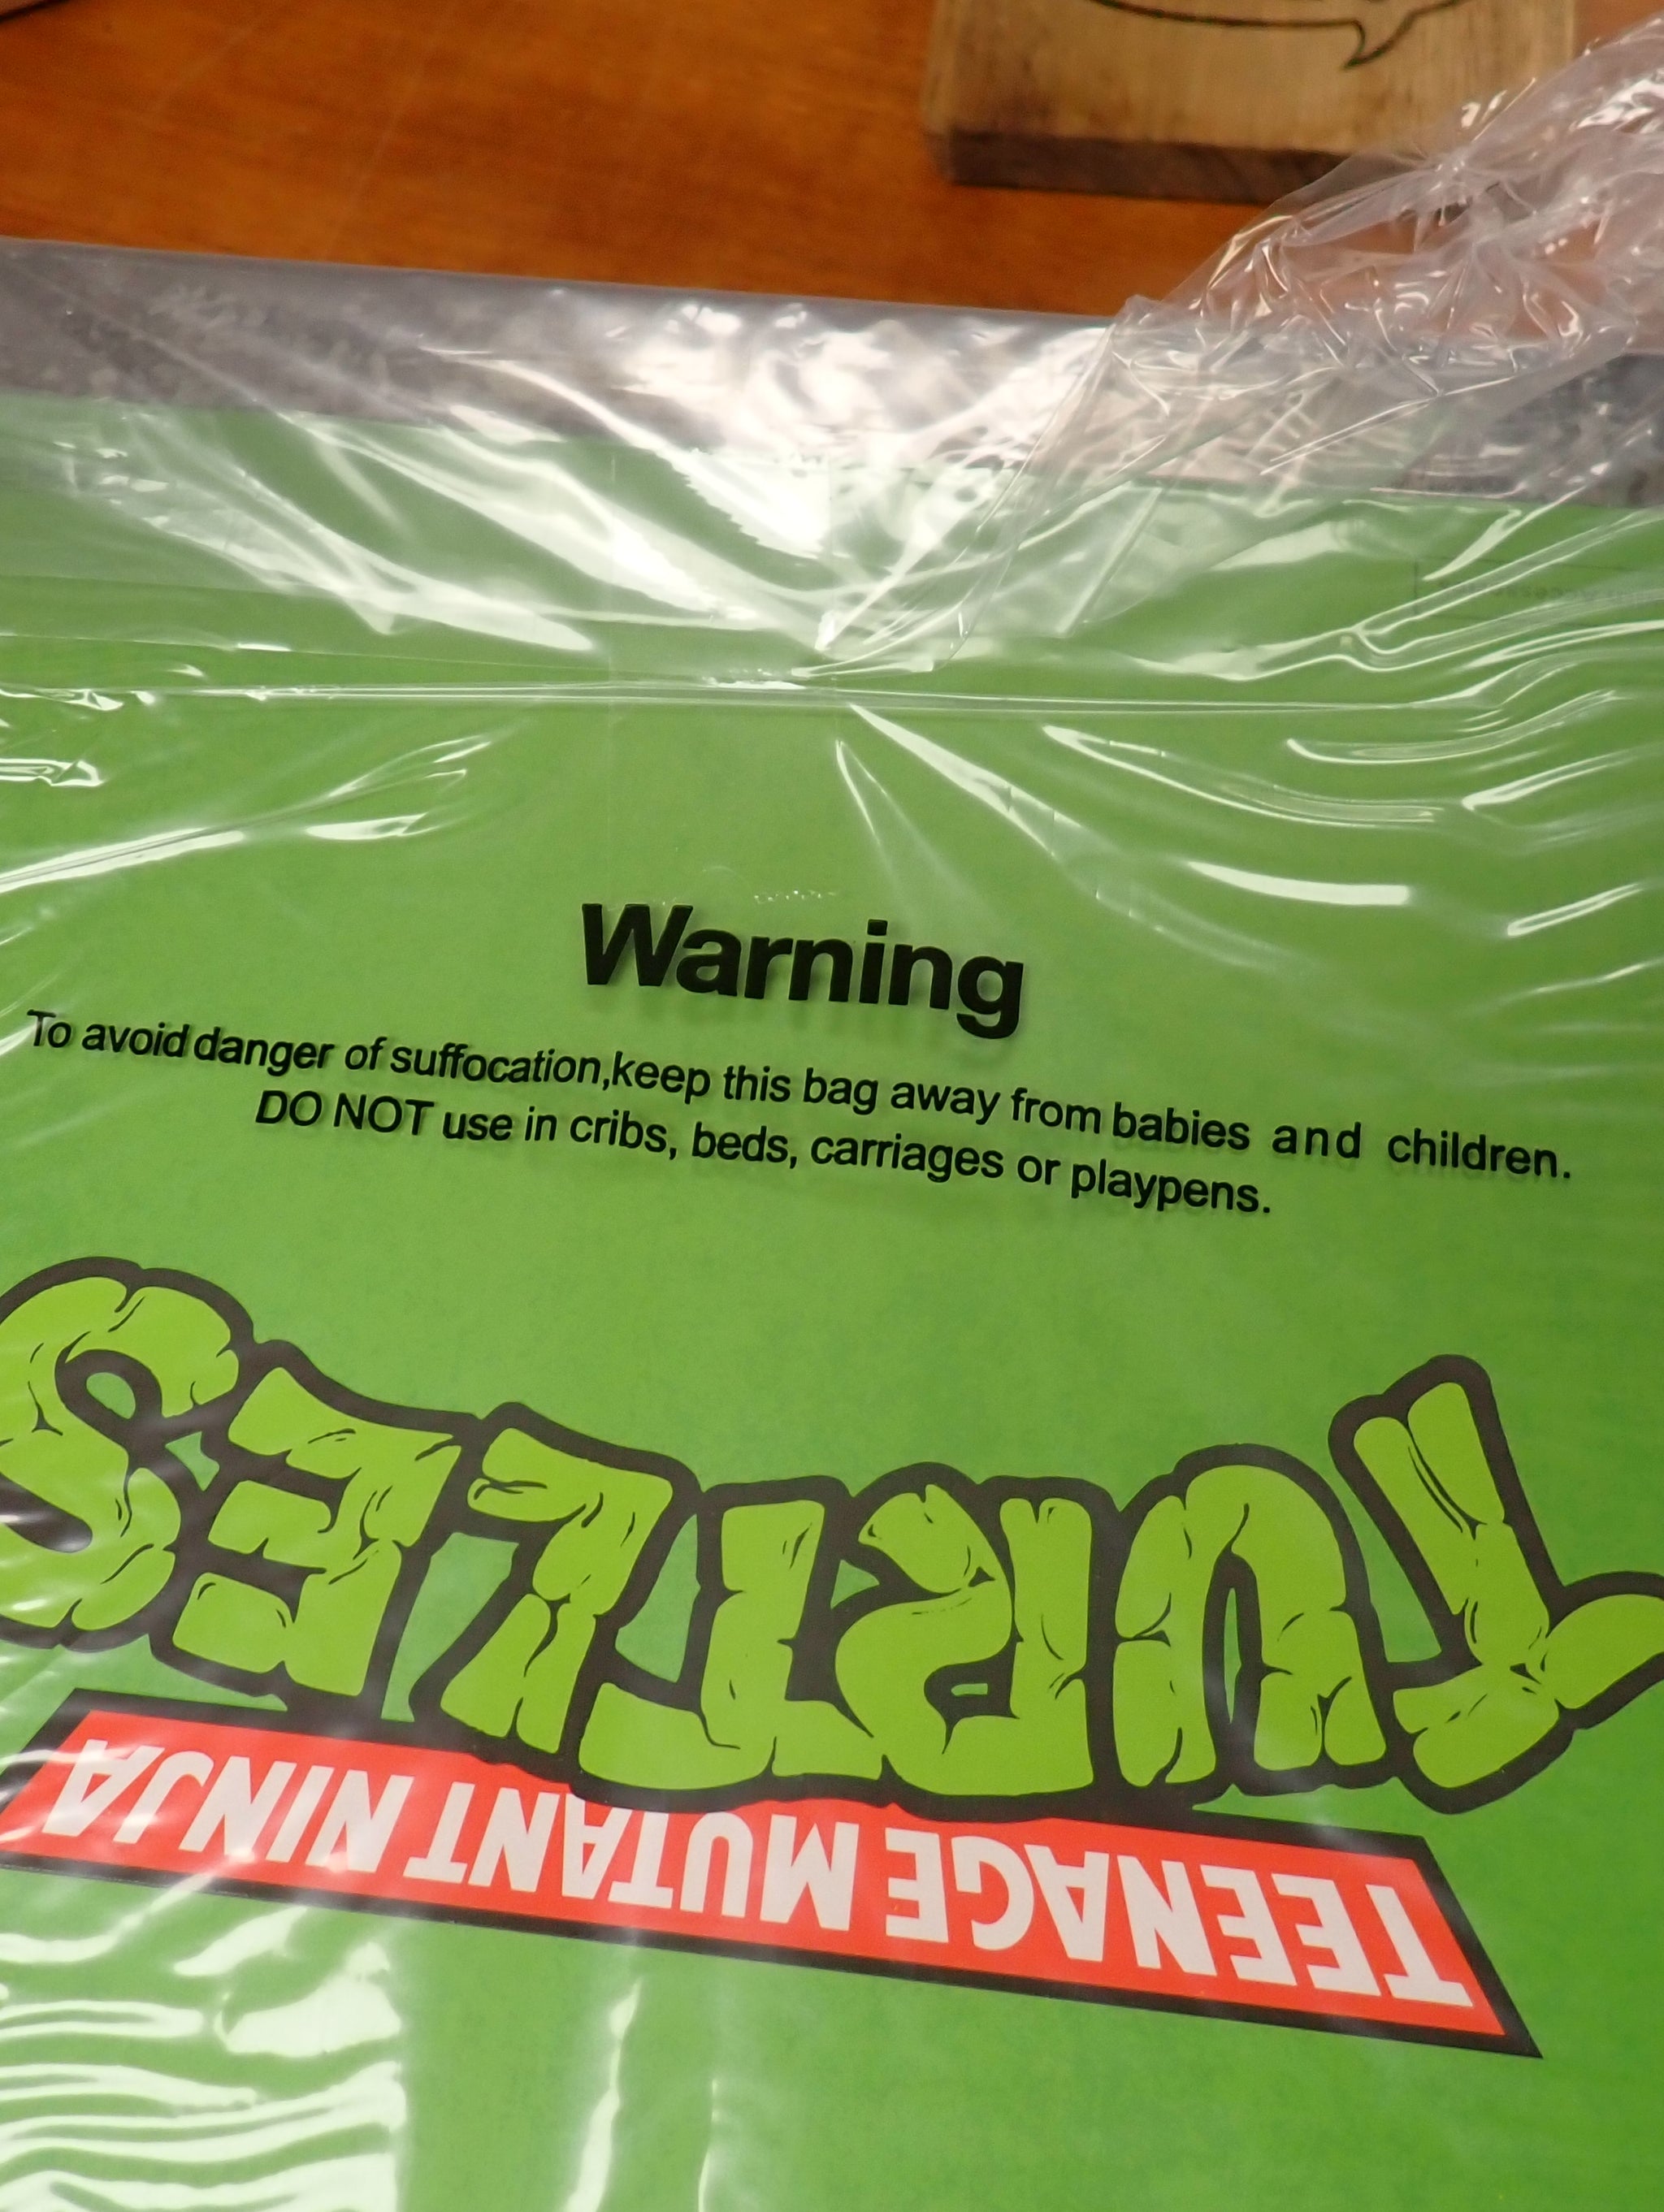 Warning
To avoid danger of suffocation,keep this bag away from babies and children.
DO NOT use in cribs, beds, carriages or playpens.
TEENAGE MUTANT NINJA
TURTLES